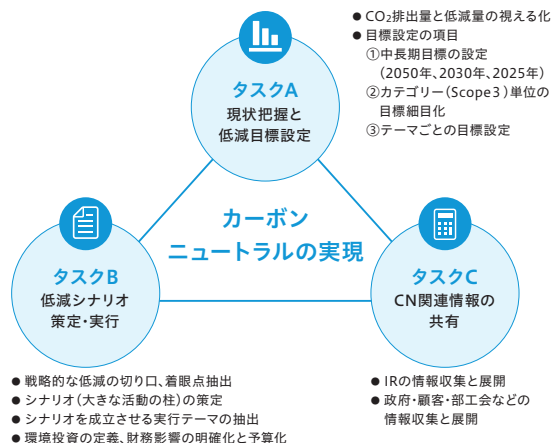 ● CO₂排出量と低減量の視える化
● 目標設定の項目
①中長期目標の設定
(2050年、2030年、2025年)
②カテゴリー(Scope3)単位の
目標細目化
③テーマごとの目標設定
タスクA
現状把握と
低減目標設定
カーボン
ニュートラルの実現
タスクB
低減シナリオ
策定・実行
タスクC
CN関連情報の
共有
● 戦略的な低減の切り口、着眼点抽出
● シナリオ(大きな活動の柱)の策定
● シナリオを成立させる実行テーマの抽出
● 環境投資の定義、財務影響の明確化と予算化
● IRの情報収集と展開
● 政府・顧客・部工会などの
情報収集と展開